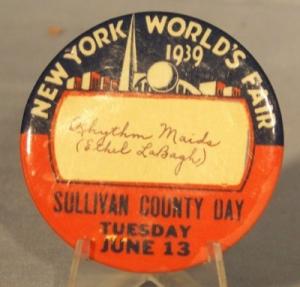 NEW YORK WORLD'S FAIR
1939
Rhythm Maids
(Ethel LaBagh)
SULLIVAN COUNTY DAY
TUESDAY
JUNE 13